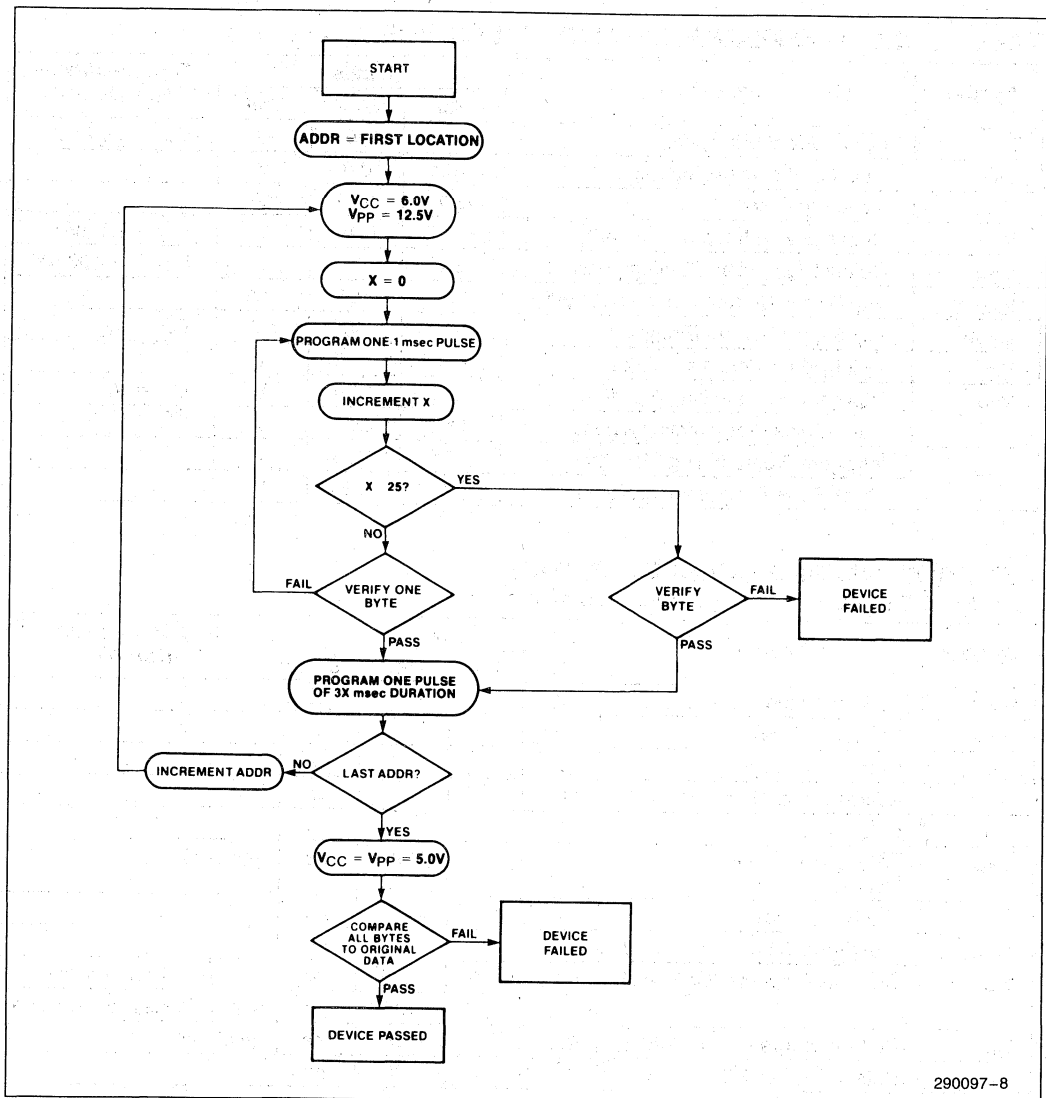 START
ADDR = FIRST LOCATION
VCC = 6.0V
VPP = 12.5V
X = 0
PROGRAM ONE 1 msec PULSE
INCREMENT X
X 25?
YES
NO
VERIFY ONE
BYTE
FAIL
PASS
VERIFY
BYTE
FAIL
PASS
DEVICE
FAILED
PROGRAM ONE PULSE
OF 3X msec DURATION
LAST ADDR?
NO
INCREMENT ADDR
YES
VCC = VPP = 5.0V
COMPARE
ALL BYTES
TO ORIGINAL
DATA
FAIL
DEVICE
FAILED
PASS
DEVICE PASSED
290097–8